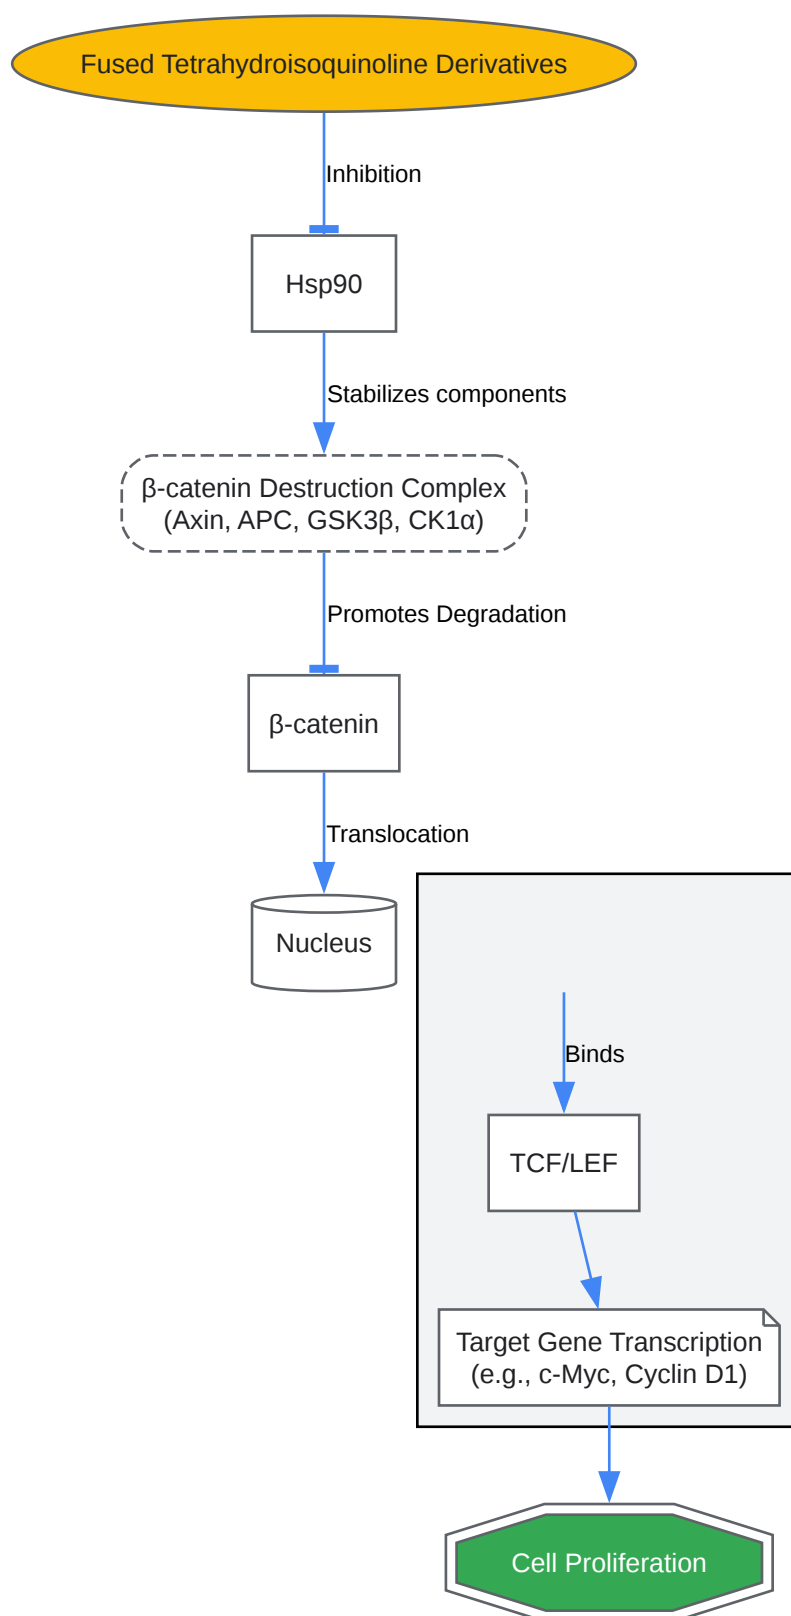 Fused Tetrahydroisoquinoline Derivatives
Inhibition
Hsp90
Stabilizes components
β-catenin Destruction Complex
(Axin, APC, GSK3β, CK1α)
Promotes Degradation
β-catenin
Translocation
Nucleus
Binds
TCF/LEF
Target Gene Transcription
(e.g., c-Myc, Cyclin D1)
Cell Proliferation